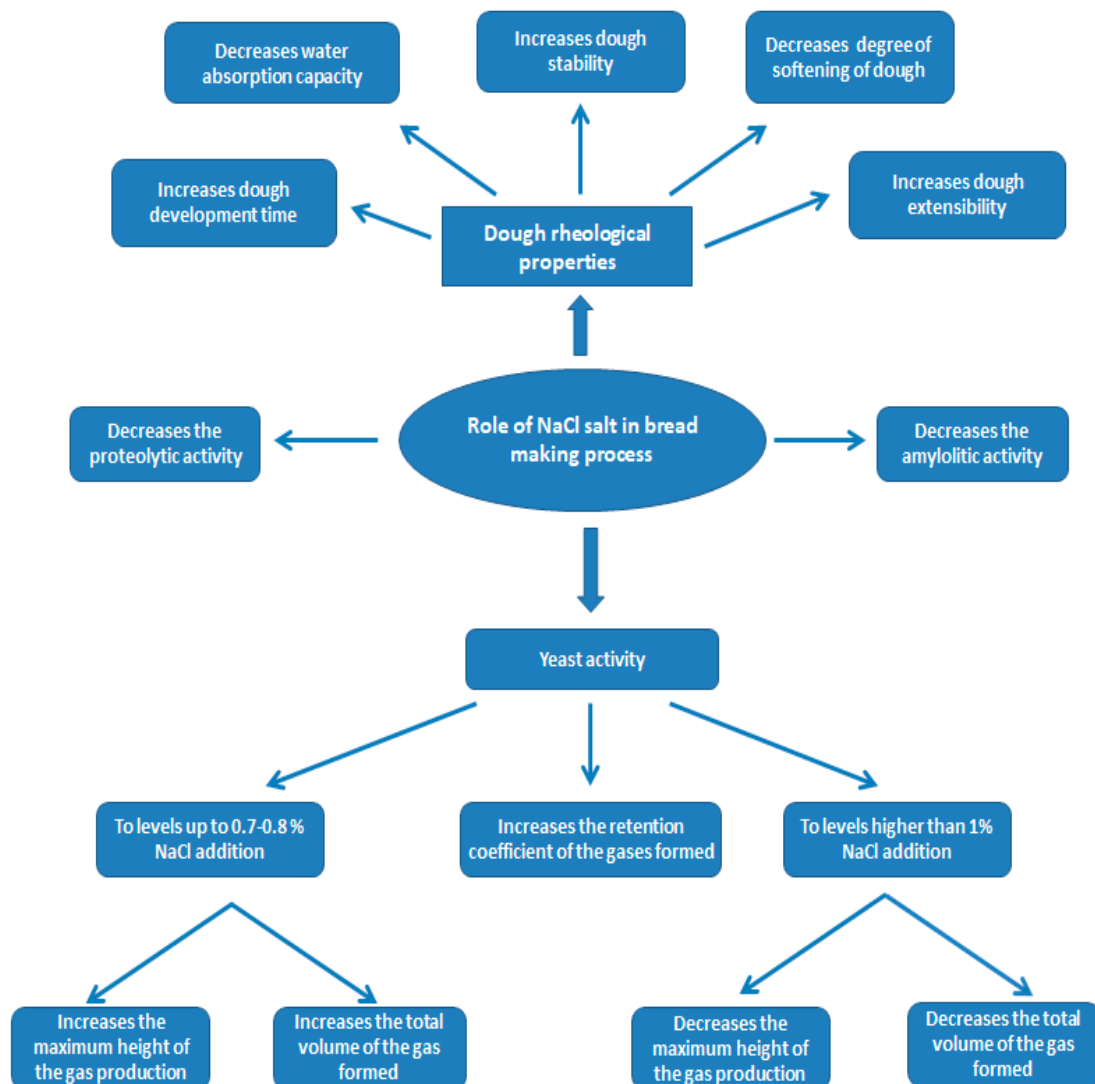 Decreases water
absorption capacity
Increases dough
stability
Decreases degree of
softening of dough
Increases dough
development time
Increases dough
extensibility
Dough rheological
properties
Decreases the
proteolytic activity
Role of NaCl salt in bread
making process
Decreases the
amylolitic activity
Yeast activity
To levels up to 0.7-0.8 %
NaCl addition
Increases the retention
coefficient of the gases formed
To levels higher than 1%
NaCl addition
Increases the
maximum height of
the gas production
Increases the total
volume of the gas
formed
Decreases the
maximum height of
the gas production
Decreases the total
volume of the gas
formed